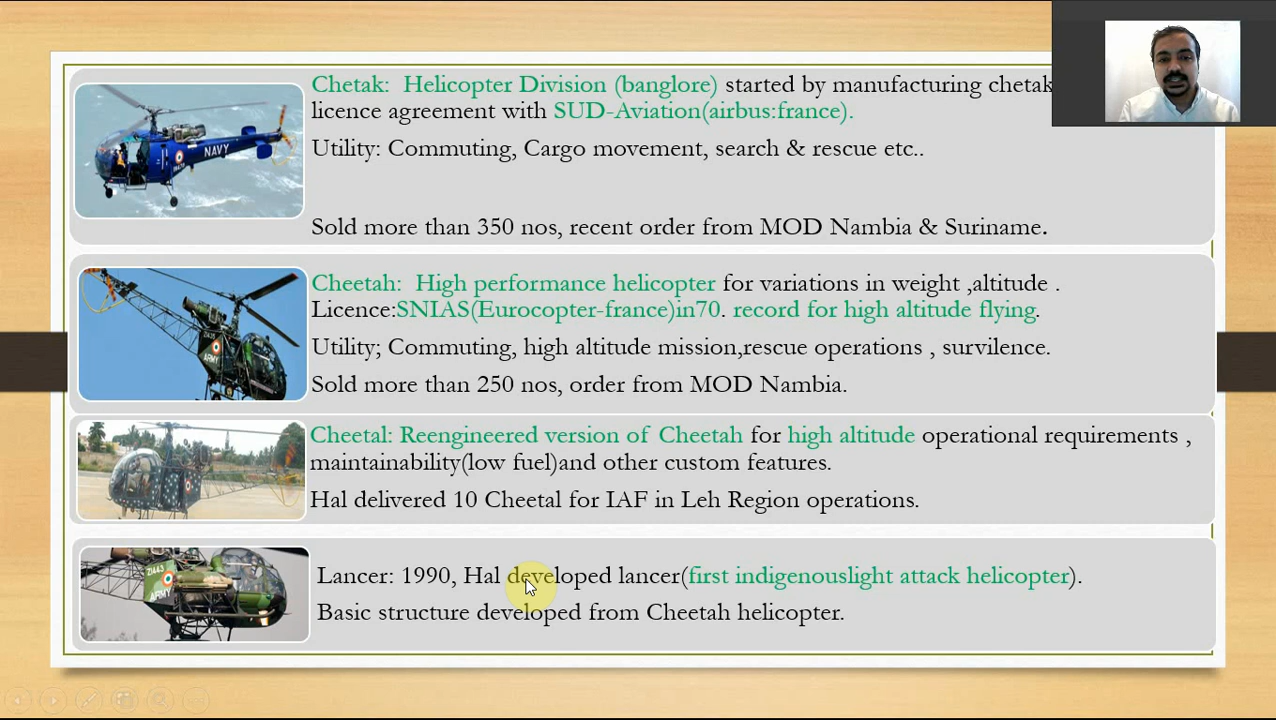 Chetak: Helicopter Division (banglore) started by manufacturing chetak
licence agreement with SUD-Aviation(airbus:france).
Utility: Commuting, Cargo movement, search & rescue etc..
Sold more than 350 nos, recent order from MOD Nambia & Suriname.
NAVY
Cheetah: High performance helicopter for variations in weight ,altitude .
Licence:SNIAS(Eurocopter-france)in70. record for high altitude flying.
Utility; Commuting, high altitude mission,rescue operations , survilence.
Sold more than 250 nos, order from MOD Nambia.
ARMY
Cheetal: Reengineered version of Cheetah for high altitude operational requirements ,
maintainability(low fuel)and other custom features.
Hal delivered 10 Cheetal for IAF in Leh Region operations.
Lancer: 1990, Hal developed lancer(first indigenouslight attack helicopter).
Basic structure developed from Cheetah helicopter.
Z1443
ARMY